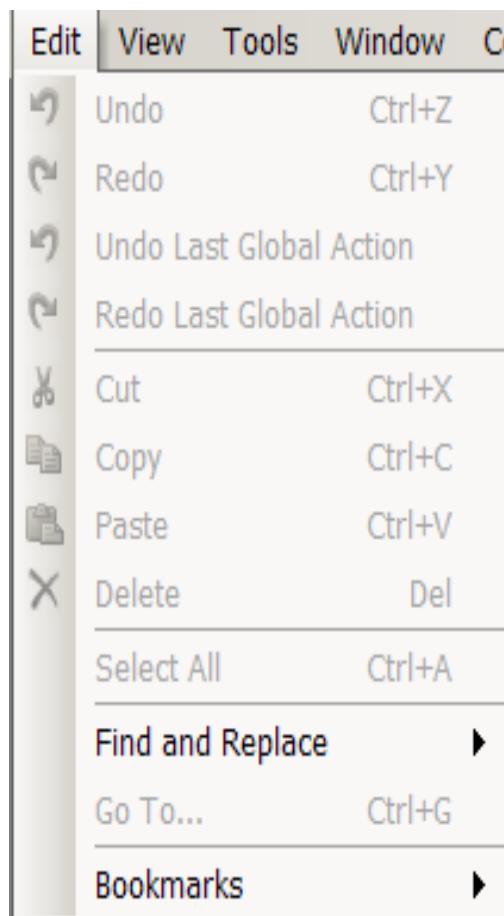 Edit View Tools Window
Undo Ctrl+Z
Redo Ctrl+Y
Undo Last Global Action
Redo Last Global Action
Cut Ctrl+X
Copy Ctrl+C
Paste Ctrl+V
Delete Del
Select All Ctrl+A
Find and Replace
Go To... Ctrl+G
Bookmarks